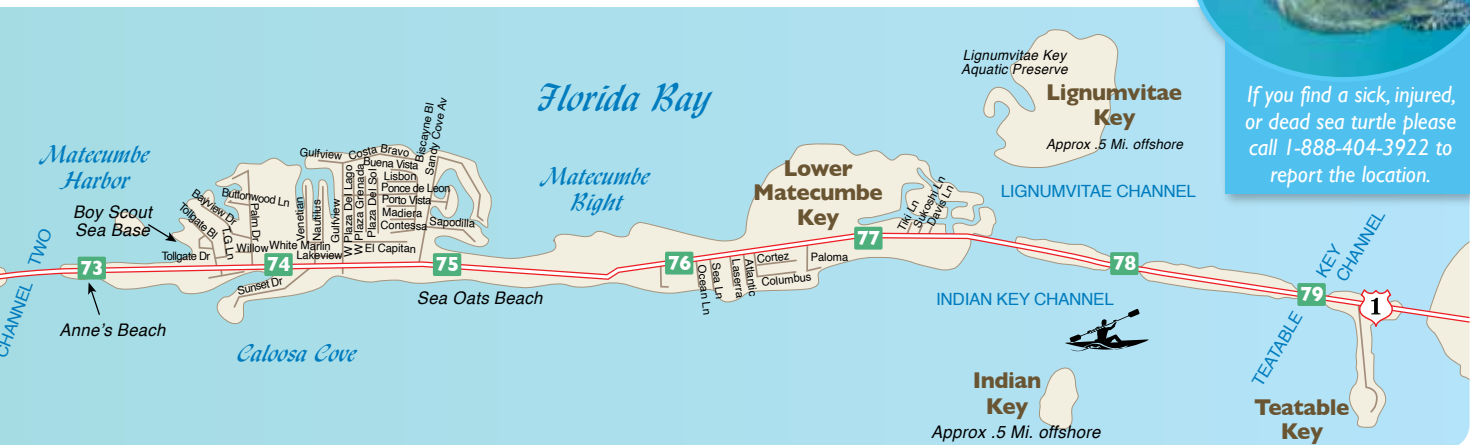 Florida Bay
Matecumbe
Harbor
Matecumbe
Bight
Caloosa Cove
Boy Scout
Sea Base
Anne's Beach
Sea Oats Beach
CHANNEL TWO
73
74
75
76
77
78
79
1
Tollgate Dr
Tollgate Bl
Bayview Dr
Buttonwood Ln
LG Ln
Palm Dr
Willow
White Marlin
Lakeview
Sunset Dr
Venetian
Nautilus
Gulfview
Gulfview
Costa Bravo
W Plaza Del Lago
W Plaza Grenada
Plaza Del Sol
Buena Vista
Lisbon
Ponce de Leon
Porto Vista
Madiera
Contessa
El Capitan
Sapodilla
Biscayne Bl
Sandy Cove Av
Ocean Ln
Sea Ln
Laserra
Atlantic
Cortez
Columbus
Paloma
Tiki Ln
Sukoshi Ln
Davis Ln
Lower
Matecumbe
Key
Lignumvitae Key
Aquatic Preserve
Lignumvitae
Key
Approx .5 Mi. offshore
LIGNUMVITAE CHANNEL
INDIAN KEY CHANNEL
Indian
Key
Approx .5 Mi. offshore
TEATABLE KEY
CHANNEL
Teatable
Key
If you find a sick, injured,
or dead sea turtle please
call 1-888-404-3922 to
report the location.